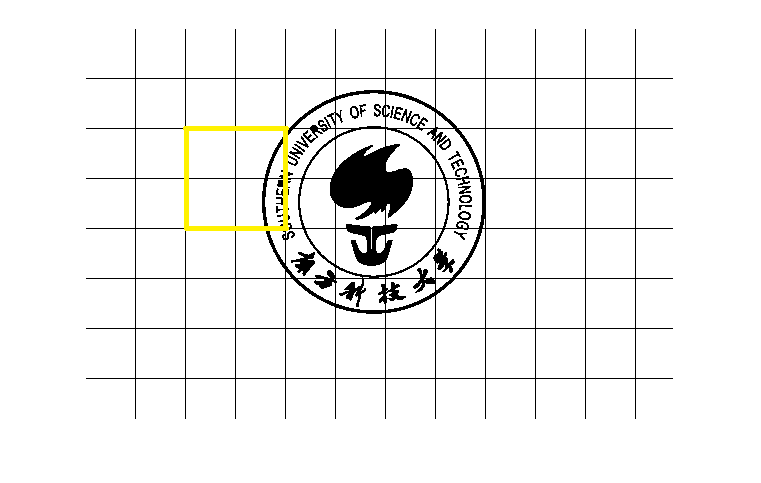 SOUTHERN UNIVERSITY OF SCIENCE AND TECHNOLOGY
南方科技大学